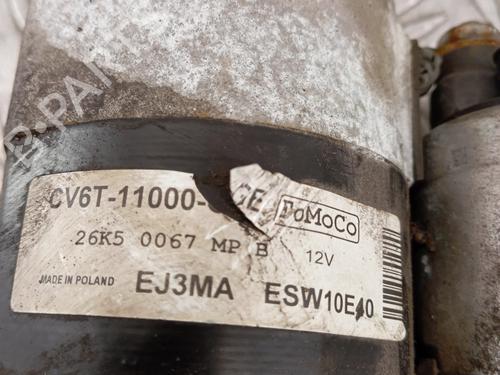 B-PARTS
CV6T-11000-
FoMoCo
26K5 0067 MP B
12V
MADE IN POLAND
EJ3MA
ESW10E40